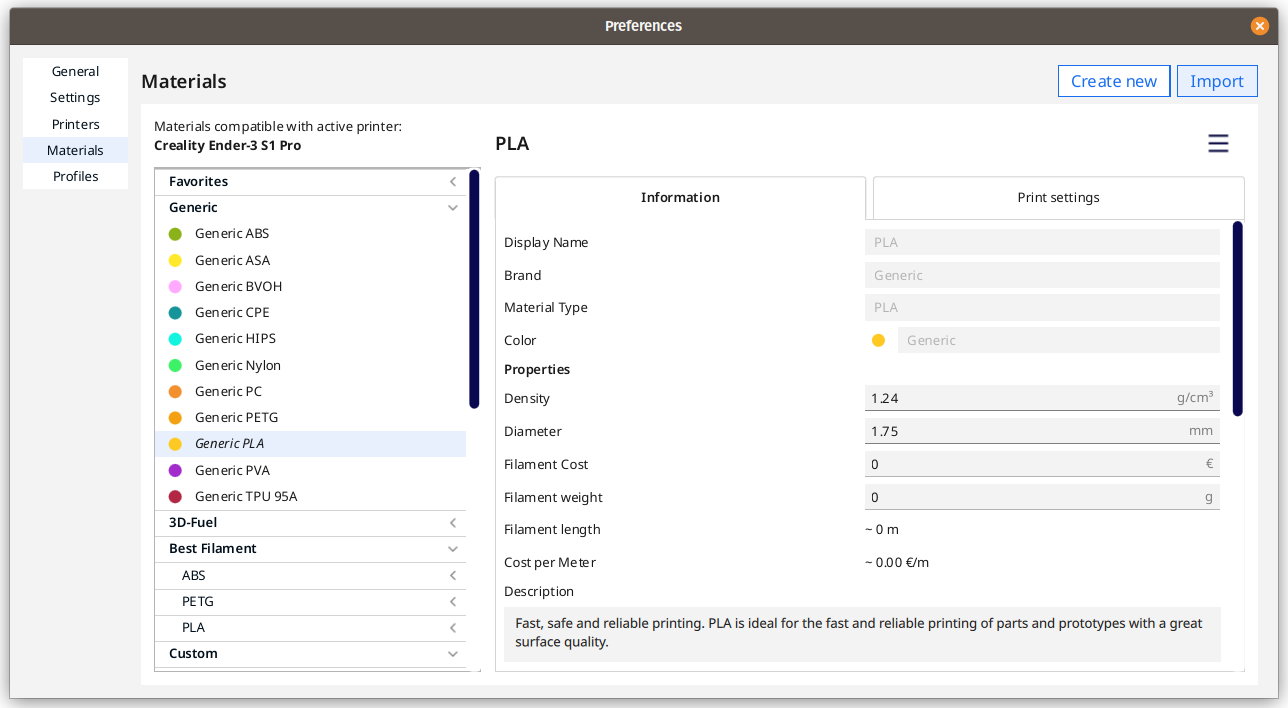 Preferences
General
Settings
Printers
Materials
Profiles
Materials
Create new
Import
Materials compatible with active printer:
Creality Ender-3 S1 Pro
Favorites
Generic
Generic ABS
Generic ASA
Generic BVOH
Generic CPE
Generic HIPS
Generic Nylon
Generic PC
Generic PETG
Generic PLA
Generic PVA
Generic TPU 95A
3D-Fuel
Best Filament
ABS
PETG
PLA
Custom
PLA
Information
Print settings
Display Name PLA
Brand Generic
Material Type PLA
Color Generic
Properties
Density 1.24 g/cm³
Diameter 1.75 mm
Filament Cost 0 €
Filament weight 0 g
Filament length ~ 0 m
Cost per Meter ~ 0.00 €/m
Description
Fast, safe and reliable printing. PLA is ideal for the fast and reliable printing of parts and prototypes with a great
surface quality.